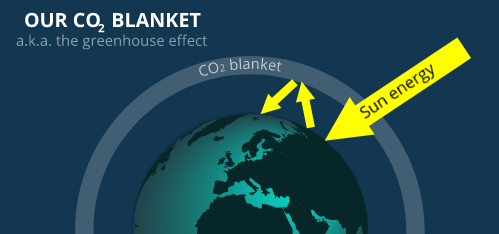 OUR CO₂ BLANKET
a.k.a. the greenhouse effect
CO₂ blanket
Sun energy